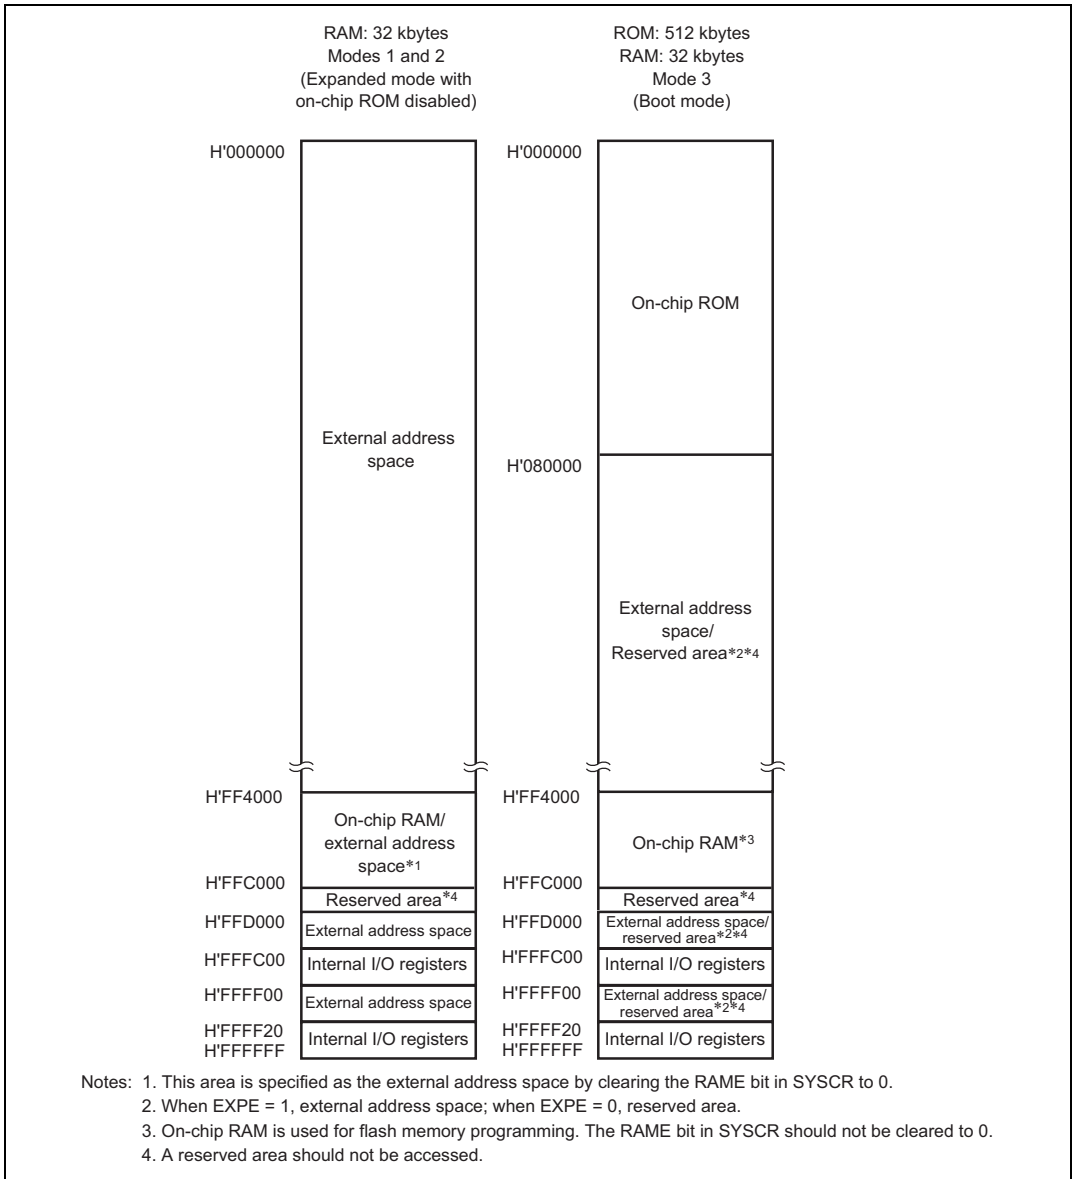 RAM: 32 kbytes
Modes 1 and 2
(Expanded mode with
on-chip ROM disabled)
H'000000
External address
space
H'FF4000
On-chip RAM/
external address
space*1
H'FFC000
Reserved area*4
H'FFD000
External address space
H'FFFC00
Internal I/O registers
H'FFFF00
External address space
H'FFFF20
Internal I/O registers
H'FFFFFF
ROM: 512 kbytes
RAM: 32 kbytes
Mode 3
(Boot mode)
H'000000
On-chip ROM
H'080000
External address
space/
Reserved area*2*4
H'FF4000
On-chip RAM*3
H'FFC000
Reserved area*4
H'FFD000
External address space/
reserved area*2*4
H'FFFC00
Internal I/O registers
H'FFFF00
External address space/
reserved area*2*4
H'FFFF20
Internal I/O registers
H'FFFFFF
Notes: 1. This area is specified as the external address space by clearing the RAME bit in SYSCR to 0.
2. When EXPE = 1, external address space; when EXPE = 0, reserved area.
3. On-chip RAM is used for flash memory programming. The RAME bit in SYSCR should not be cleared to 0.
4. A reserved area should not be accessed.